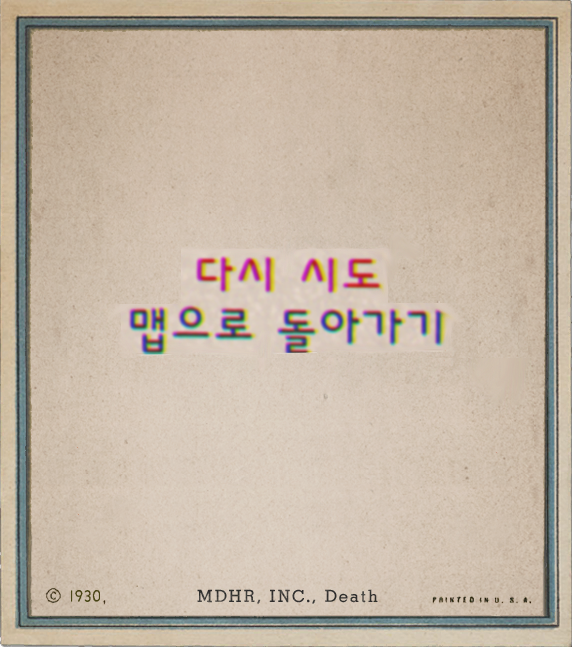 다시 시도
맵으로 돌아가기
© 1930,
MDHR, INC., Death
PRINTED IN U. S. A.